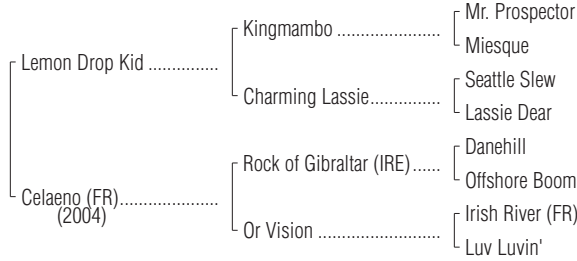 Mr. Prospector
Kingmambo ......................
Miesque
Lemon Drop Kid ...............
Seattle Slew
Charming Lassie...............
Lassie Dear
Danehill
Rock of Gibraltar (IRE)......
Offshore Boom
Celaeno (FR).....................
(2004)
Irish River (FR)
Or Vision ..........................
Luv Luvin'